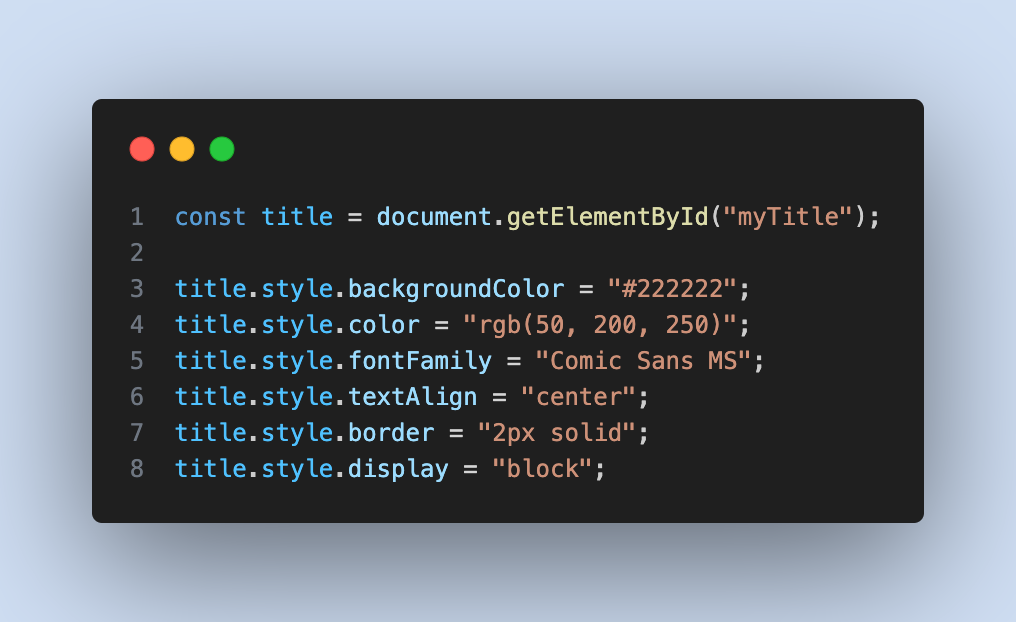 1 const title = document.getElementById("myTitle");
2
3 title.style.backgroundColor = "#222222";
4 title.style.color = "rgb(50, 200, 250)";
5 title.style.fontFamily = "Comic Sans MS";
6 title.style.textAlign = "center";
7 title.style.border = "2px solid";
8 title.style.display = "block";